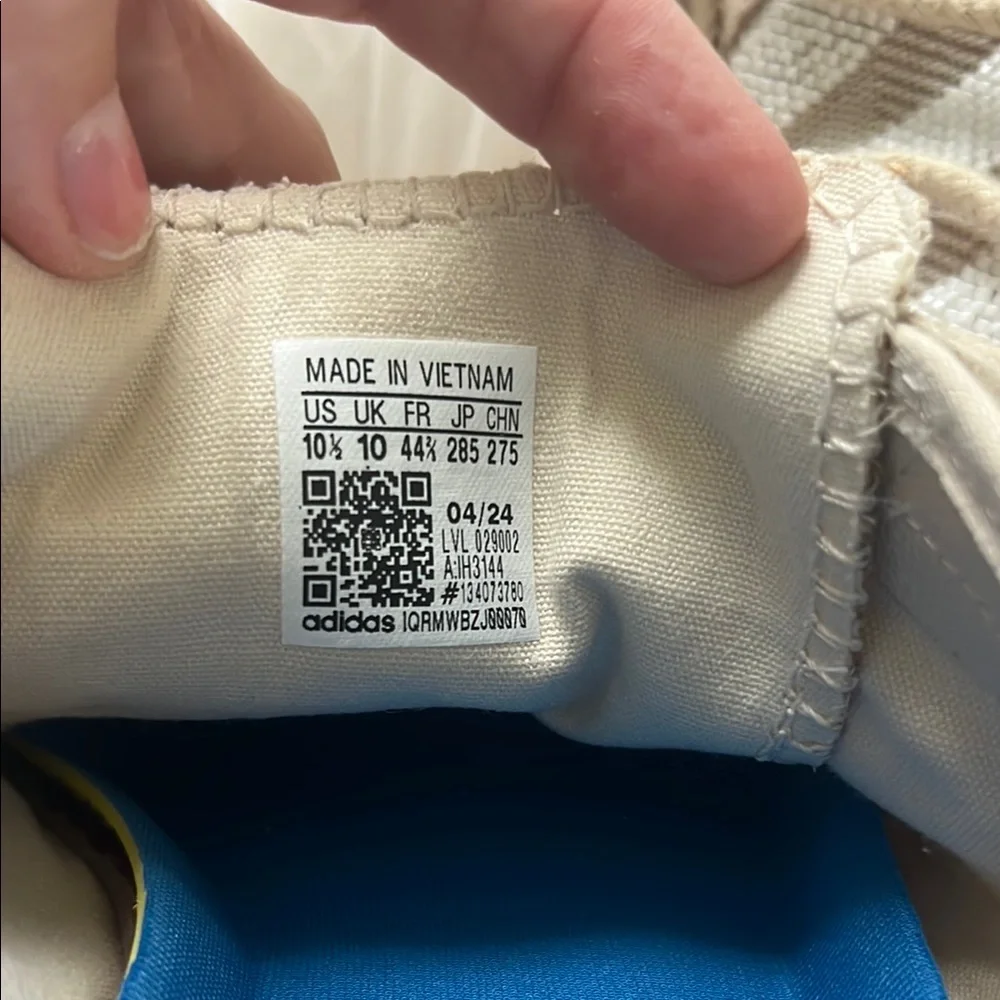 MADE IN VIETNAM
US UK FR JP CHN
10½ 10 44⅔ 285 275
04/24
LVL 029002
A:IH3144
#134073780
adidas 1QRMWBZJ00070